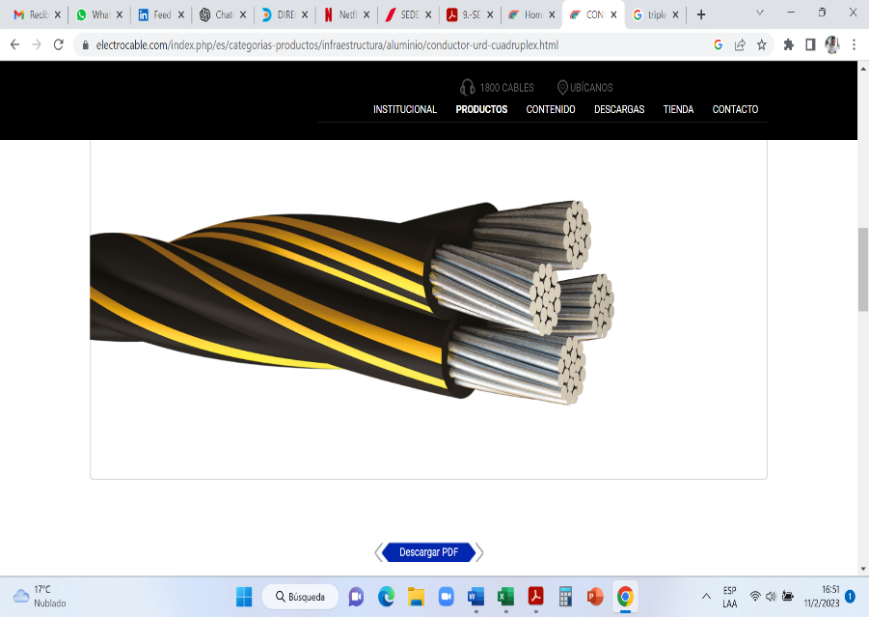 Recib
What
Feed
Chat
DIRE
Netfl
SEDE
9.-SE
Hom
CON
triple
electrocable.com/index.php/es/categorias-productos/infraestructura/aluminio/conductor-urd-cuadruplex.html
1800 CABLES
UBÍCANOS
INSTITUCIONAL PRODUCTOS CONTENIDO DESCARGAS TIENDA CONTACTO
Descargar PDF
17°C
Nublado
Búsqueda
ESP
LAA
16:51
11/2/2023
1